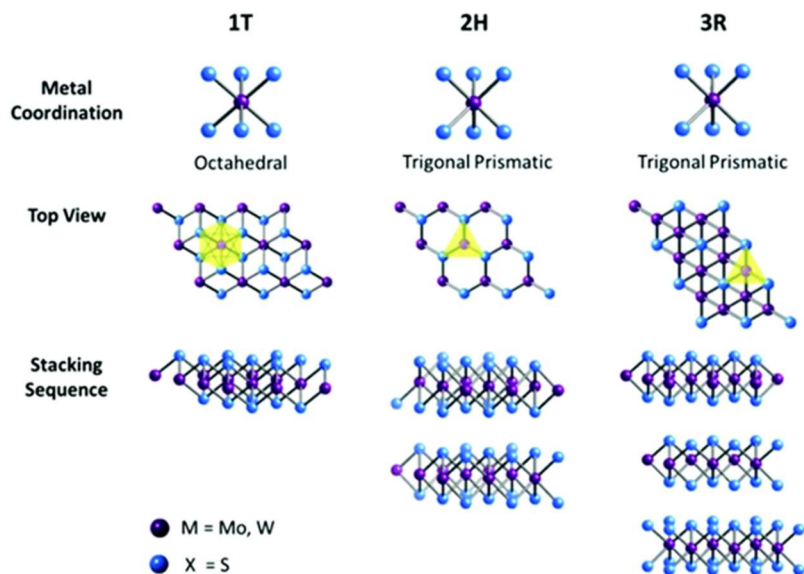 1T 2H 3R
Metal
Coordination
Octahedral Trigonal Prismatic Trigonal Prismatic
Top View
Stacking
Sequence
M = Mo, W
X = S